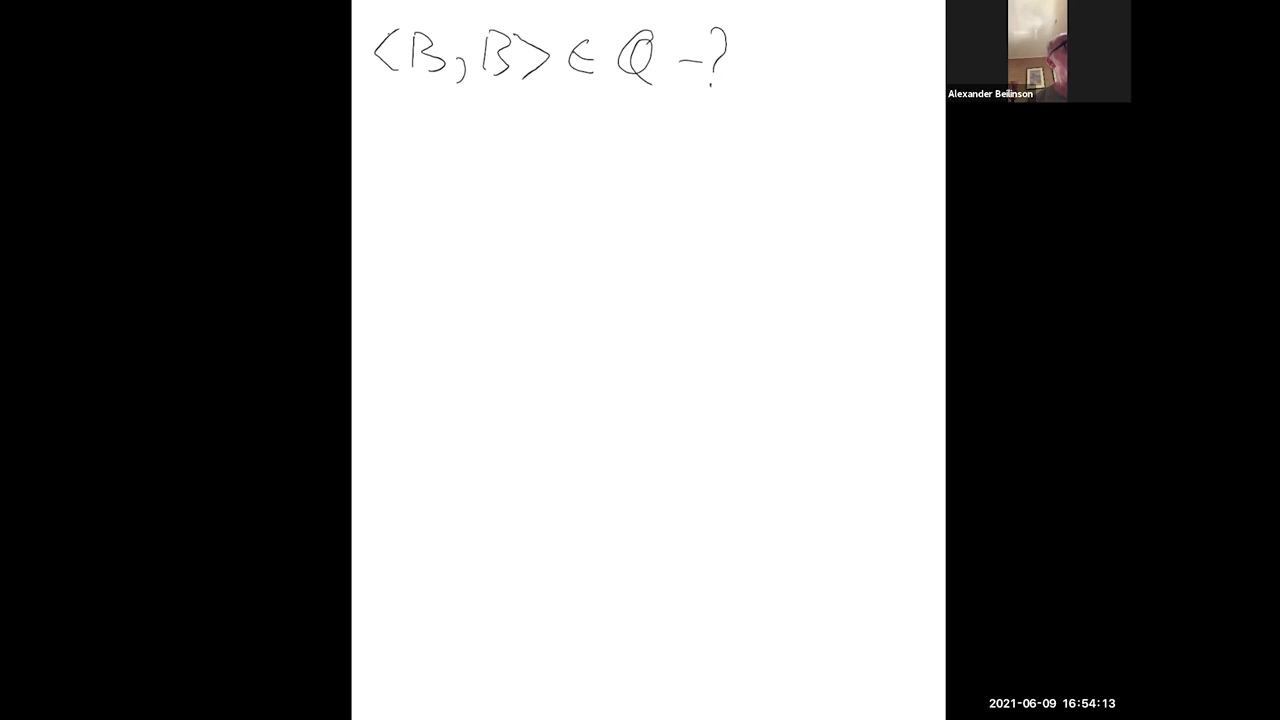 <B, B> ∈ Q -?
Alexander Beilinson
2021-06-09 16:54:13